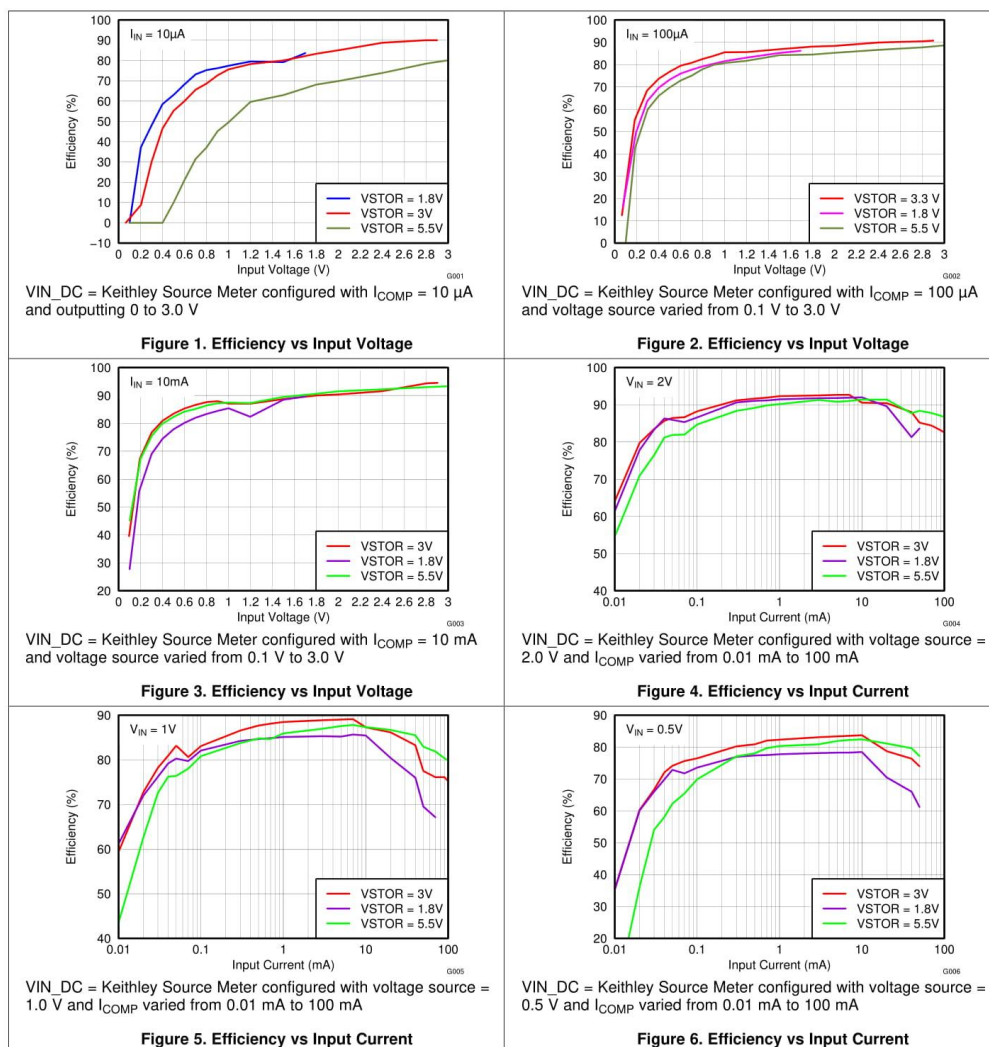 I_IN = 10µA
100
90
80
70
60
50
40
30
20
10
0
−10
Efficiency (%)
VSTOR = 1.8V
VSTOR = 3V
VSTOR = 5.5V
0 0.2 0.4 0.6 0.8 1 1.2 1.4 1.6 1.8 2 2.2 2.4 2.6 2.8 3
Input Voltage (V)
G001
VIN_DC = Keithley Source Meter configured with I_COMP = 10 µA
and outputting 0 to 3.0 V
Figure 1. Efficiency vs Input Voltage
I_IN = 100µA
100
90
80
70
60
50
40
30
20
10
0
Efficiency (%)
VSTOR = 3.3 V
VSTOR = 1.8 V
VSTOR = 5.5 V
0 0.2 0.4 0.6 0.8 1 1.2 1.4 1.6 1.8 2 2.2 2.4 2.6 2.8 3
Input Voltage (V)
G002
VIN_DC = Keithley Source Meter configured with I_COMP = 100 µA
and voltage source varied from 0.1 V to 3.0 V
Figure 2. Efficiency vs Input Voltage
I_IN = 10mA
100
90
80
70
60
50
40
30
20
Efficiency (%)
VSTOR = 3V
VSTOR = 1.8V
VSTOR = 5.5V
0 0.2 0.4 0.6 0.8 1 1.2 1.4 1.6 1.8 2 2.2 2.4 2.6 2.8 3
Input Voltage (V)
G003
VIN_DC = Keithley Source Meter configured with I_COMP = 10 mA
and voltage source varied from 0.1 V to 3.0 V
Figure 3. Efficiency vs Input Voltage
V_IN = 2V
100
90
80
70
60
50
40
Efficiency (%)
VSTOR = 3V
VSTOR = 1.8V
VSTOR = 5.5V
0.01 0.1 1 10 100
Input Current (mA)
G004
VIN_DC = Keithley Source Meter configured with voltage source =
2.0 V and I_COMP varied from 0.01 mA to 100 mA
Figure 4. Efficiency vs Input Current
V_IN = 1V
90
80
70
60
50
40
Efficiency (%)
VSTOR = 3V
VSTOR = 1.8V
VSTOR = 5.5V
0.01 0.1 1 10 100
Input Current (mA)
G005
VIN_DC = Keithley Source Meter configured with voltage source =
1.0 V and I_COMP varied from 0.01 mA to 100 mA
Figure 5. Efficiency vs Input Current
V_IN = 0.5V
90
80
70
60
50
40
30
20
Efficiency (%)
VSTOR = 3V
VSTOR = 1.8V
VSTOR = 5.5V
0.01 0.1 1 10 100
Input Current (mA)
G006
VIN_DC = Keithley Source Meter configured with voltage source =
0.5 V and I_COMP varied from 0.01 mA to 100 mA
Figure 6. Efficiency vs Input Current